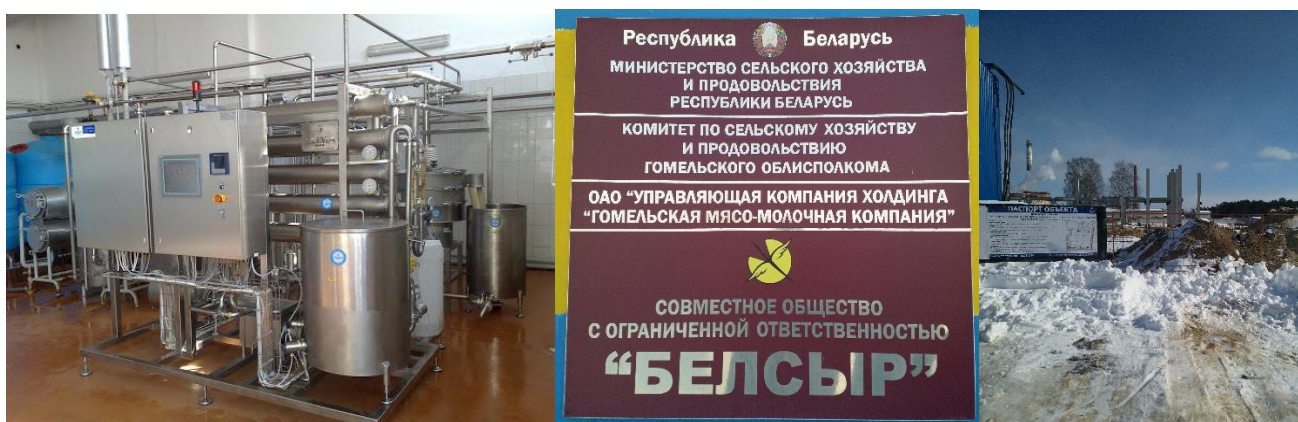 Республика Беларусь
МИНИСТЕРСТВО СЕЛЬСКОГО ХОЗЯЙСТВА
И ПРОДОВОЛЬСТВИЯ
РЕСПУБЛИКИ БЕЛАРУСЬ
КОМИТЕТ ПО СЕЛЬСКОМУ ХОЗЯЙСТВУ
И ПРОДОВОЛЬСТВИЮ
ГОМЕЛЬСКОГО ОБЛИСПОЛКОМА
ОАО "УПРАВЛЯЮЩАЯ КОМПАНИЯ ХОЛДИНГА
"ГОМЕЛЬСКАЯ МЯСО-МОЛОЧНАЯ КОМПАНИЯ"
СОВМЕСТНОЕ ОБЩЕСТВО
С ОГРАНИЧЕННОЙ ОТВЕТСТВЕННОСТЬЮ
"БЕЛСЫР"
ПАСПОРТ ОБЪЕКТА